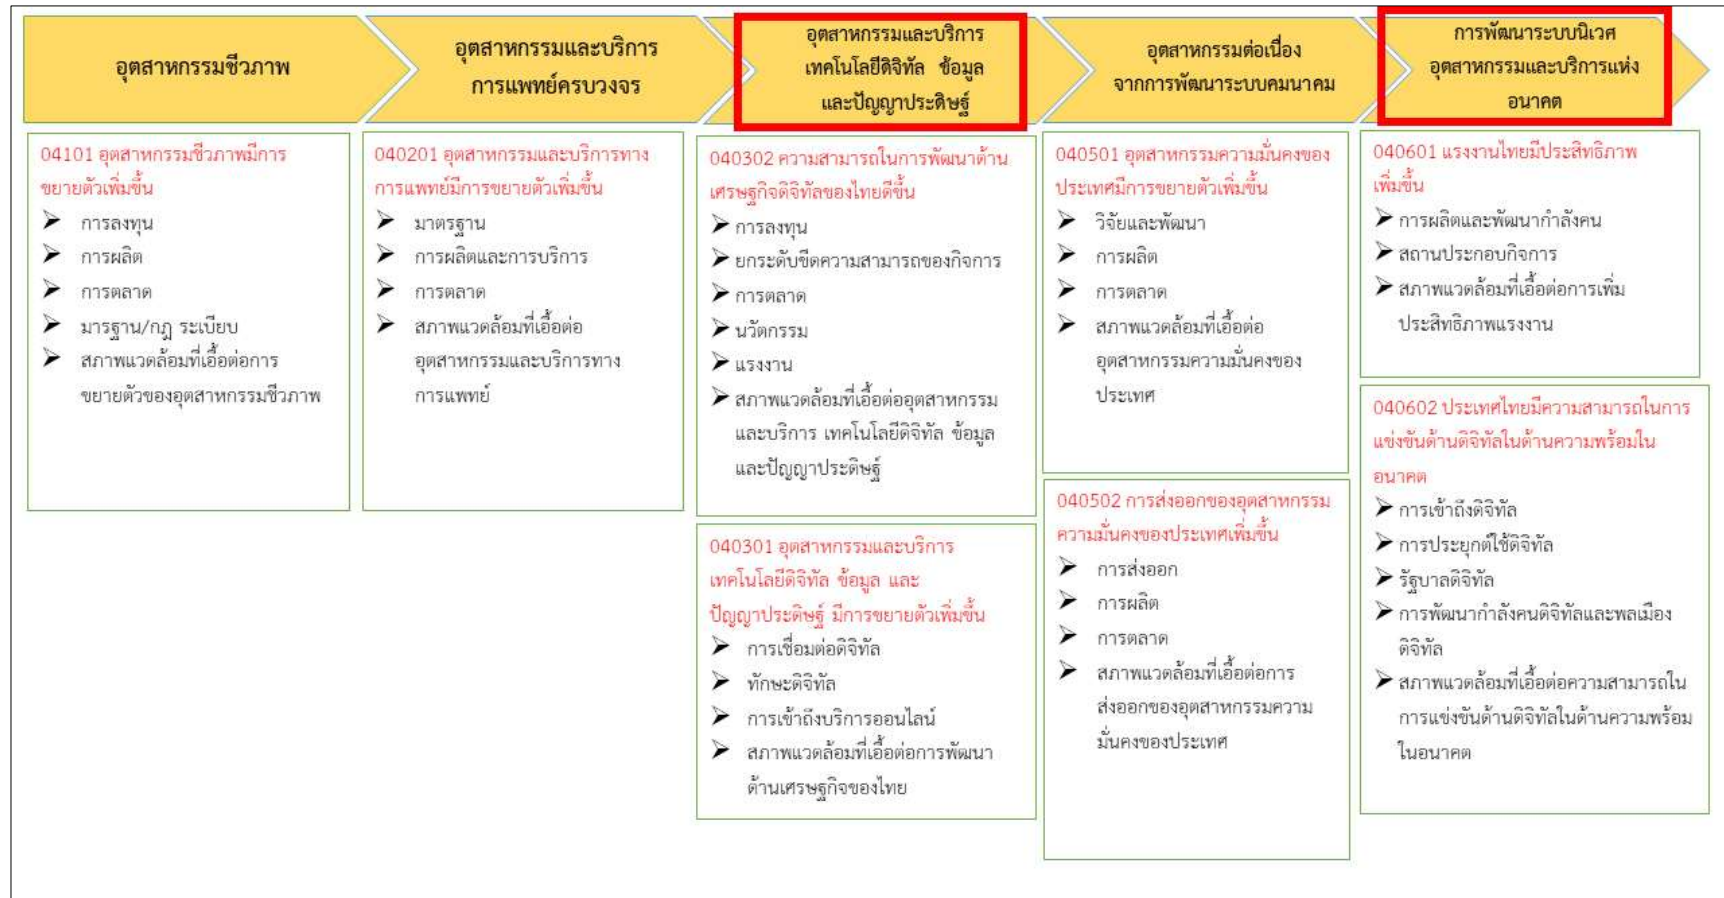 อุตสาหกรรมชีวภาพ
อุตสาหกรรมและบริการ
การแพทย์ครบวงจร
อุตสาหกรรมและบริการ
เทคโนโลยีดิจิทัล ข้อมูล
และปัญญาประดิษฐ์
อุตสาหกรรมต่อเนื่อง
จากการพัฒนาระบบคมนาคม
การพัฒนาระบบนิเวศ
อุตสาหกรรมและบริการแห่ง
อนาคต
04101 อุตสาหกรรมชีวภาพมีการ
ขยายตัวเพิ่มขึ้น
➤ การลงทุน
➤ การผลิต
➤ การตลาด
➤ มารฐาน/กฎ ระเบียบ
➤ สภาพแวดล้อมที่เอื้อต่อการ
ขยายตัวของอุตสาหกรรมชีวภาพ
040201 อุตสาหกรรมและบริการทาง
การแพทย์มีการขยายตัวเพิ่มขึ้น
➤ มาตรฐาน
➤ การผลิตและการบริการ
➤ การตลาด
➤ สภาพแวดล้อมที่เอื้อต่อ
อุตสาหกรรมและบริการทาง
การแพทย์
040302 ความสามารถในการพัฒนาด้าน
เศรษฐกิจดิจิทัลของไทยดีขึ้น
➤ การลงทุน
➤ ยกระดับขีดความสามารถของกิจการ
➤ การตลาด
➤ นวัตกรรม
➤ แรงงาน
➤ สภาพแวดล้อมที่เอื้อต่ออุตสาหกรรม
และบริการ เทคโนโลยีดิจิทัล ข้อมูล
และปัญญาประดิษฐ์
040301 อุตสาหกรรมและบริการ
เทคโนโลยีดิจิทัล ข้อมูล และ
ปัญญาประดิษฐ์ มีการขยายตัวเพิ่มขึ้น
➤ การเชื่อมต่อดิจิทัล
➤ ทักษะดิจิทัล
➤ การเข้าถึงบริการออนไลน์
➤ สภาพแวดล้อมที่เอื้อต่อการพัฒนา
ด้านเศรษฐกิจของไทย
040501 อุตสาหกรรมความมั่นคงของ
ประเทศมีการขยายตัวเพิ่มขึ้น
➤ วิจัยและพัฒนา
➤ การผลิต
➤ การตลาด
➤ สภาพแวดล้อมที่เอื้อต่อ
อุตสาหกรรมความมั่นคงของ
ประเทศ
040502 การส่งออกของอุตสาหกรรม
ความมั่นคงของประเทศเพิ่มขึ้น
➤ การส่งออก
➤ การผลิต
➤ การตลาด
➤ สภาพแวดล้อมที่เอื้อต่อการ
ส่งออกของอุตสาหกรรมความ
มั่นคงของประเทศ
040601 แรงงานไทยมีประสิทธิภาพ
เพิ่มขึ้น
➤ การผลิตและพัฒนากำลังคน
➤ สถานประกอบกิจการ
➤ สภาพแวดล้อมที่เอื้อต่อการเพิ่ม
ประสิทธิภาพแรงงาน
040602 ประเทศไทยมีความสามารถในการ
แข่งขันด้านดิจิทัลในด้านความพร้อมใน
อนาคต
➤ การเข้าถึงดิจิทัล
➤ การประยุกต์ใช้ดิจิทัล
➤ รัฐบาลดิจิทัล
➤ การพัฒนากำลังคนดิจิทัลและพลเมือง
ดิจิทัล
➤ สภาพแวดล้อมที่เอื้อต่อความสามารถใน
การแข่งขันด้านดิจิทัลในด้านความพร้อม
ในอนาคต